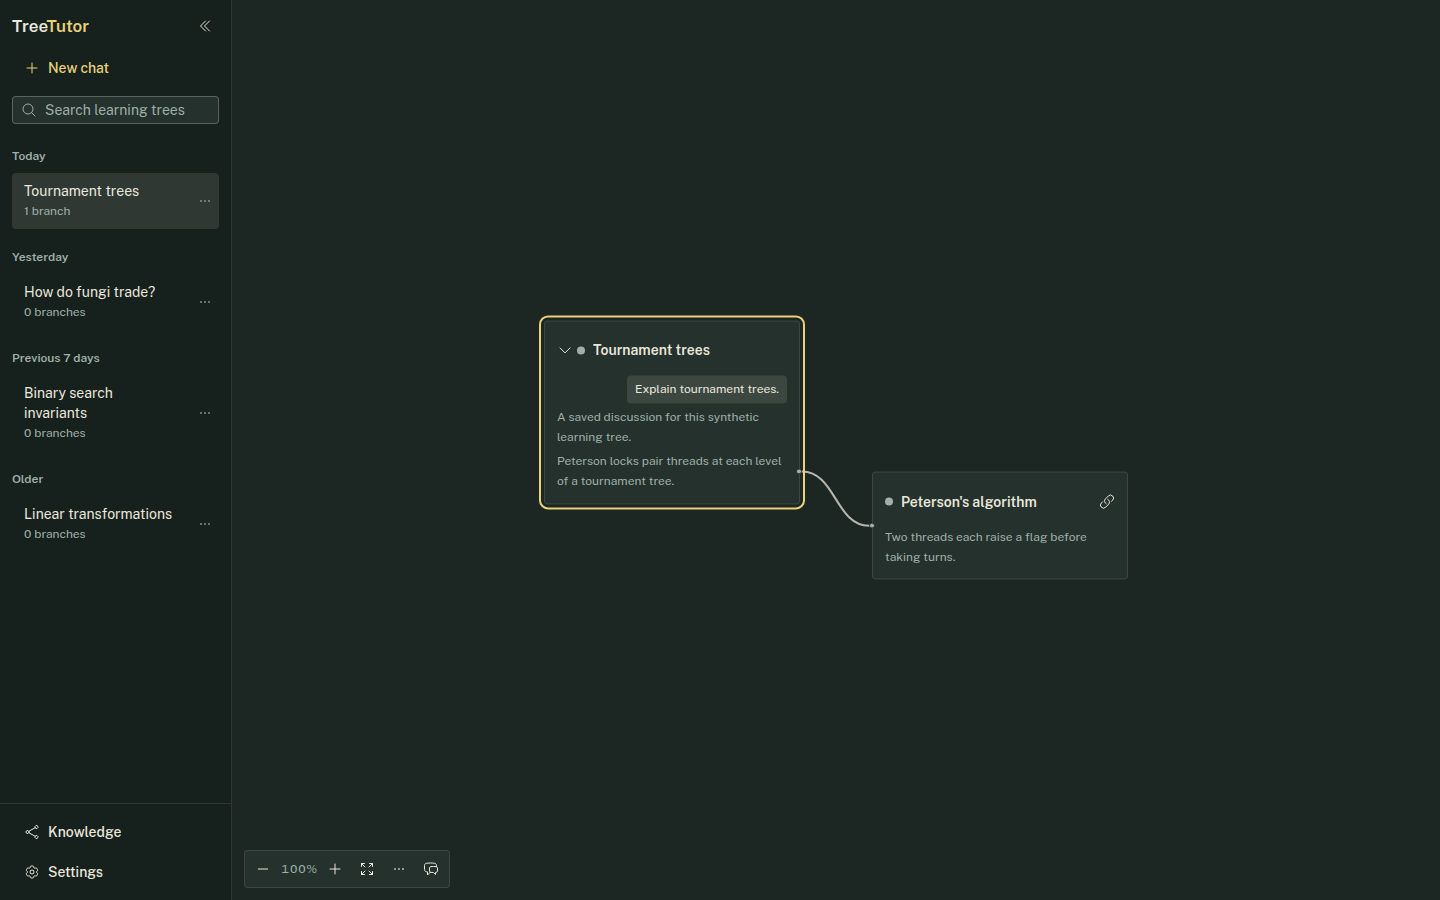 TreeTutor
New chat
Search learning trees
Today
Tournament trees
1 branch
Yesterday
How do fungi trade?
0 branches
Previous 7 days
Binary search
invariants
0 branches
Older
Linear transformations
0 branches
Knowledge
Settings
Tournament trees
Explain tournament trees.
A saved discussion for this synthetic
learning tree.
Peterson locks pair threads at each level
of a tournament tree.
Peterson's algorithm
Two threads each raise a flag before
taking turns.
100%